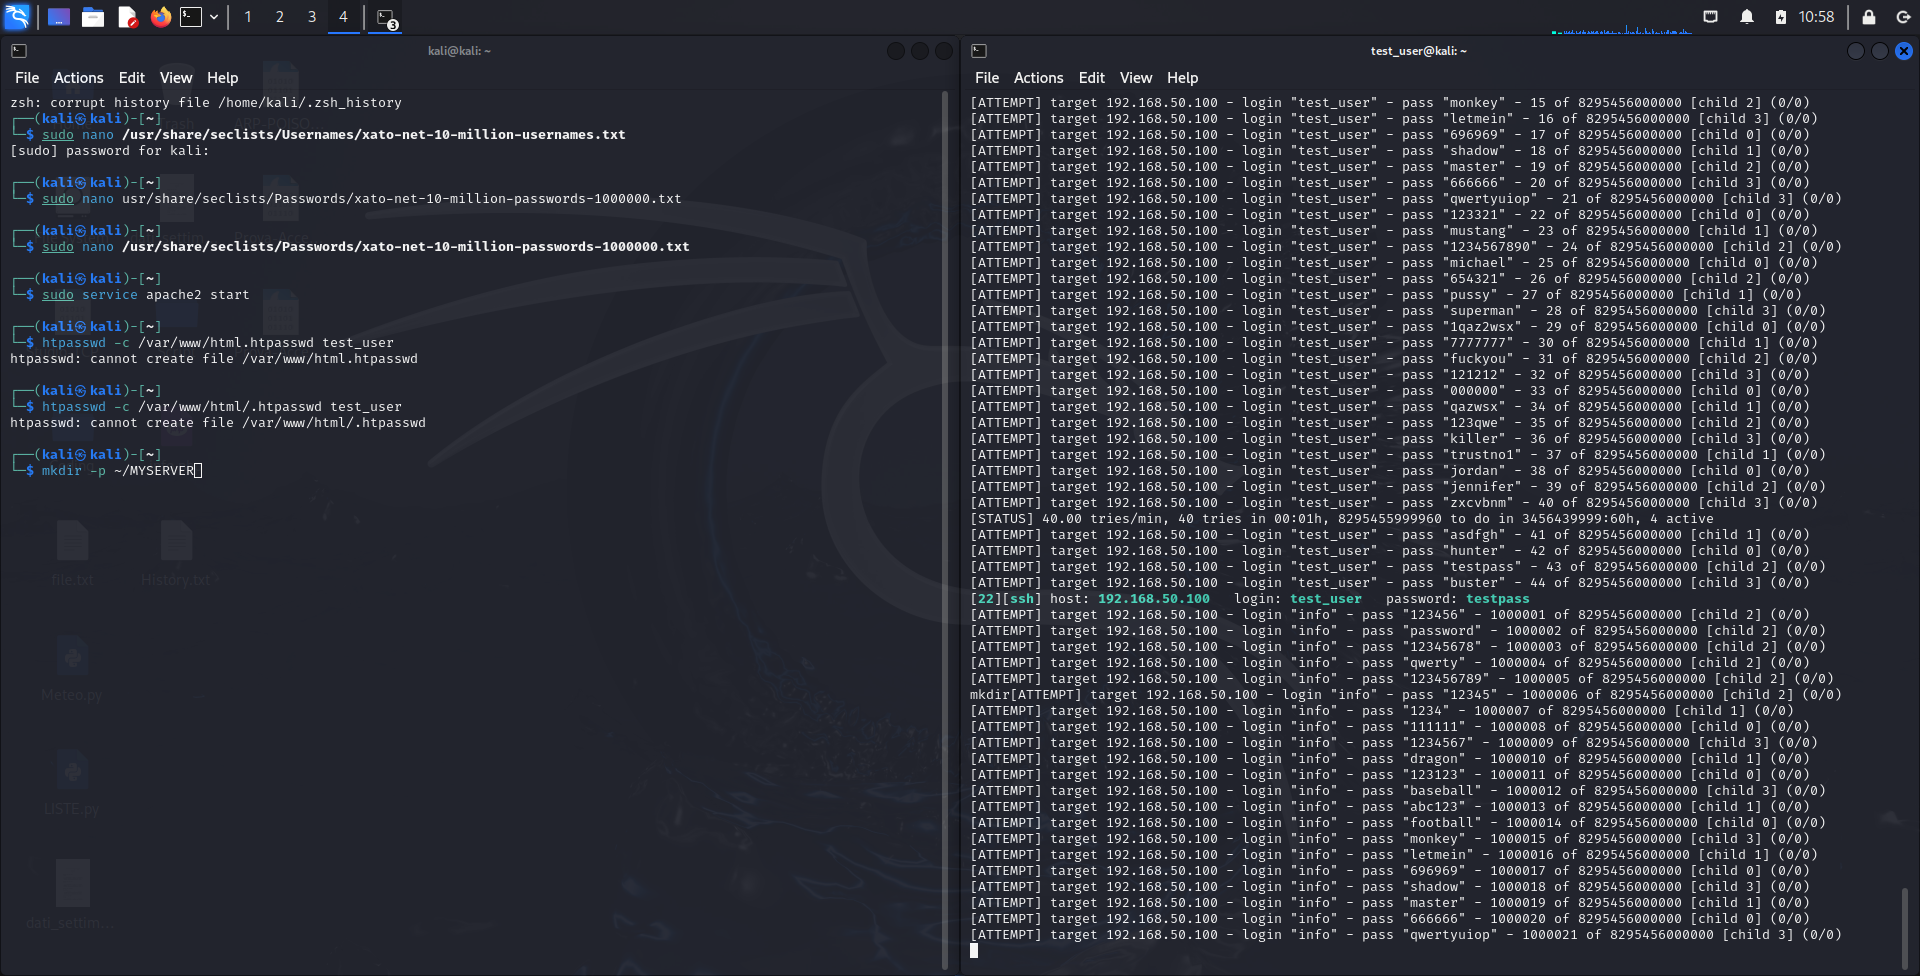 1 2 3 4 3 10:58
kali@kali: ~
File Actions Edit View Help
zsh: corrupt history file /home/kali/.zsh_history
┌──(kali㉿kali)-[~]
└─$ sudo nano /usr/share/seclists/Usernames/xato-net-10-million-usernames.txt
[sudo] password for kali:
┌──(kali㉿kali)-[~]
└─$ sudo nano usr/share/seclists/Passwords/xato-net-10-million-passwords-1000000.txt
┌──(kali㉿kali)-[~]
└─$ sudo nano /usr/share/seclists/Passwords/xato-net-10-million-passwords-1000000.txt
┌──(kali㉿kali)-[~]
└─$ sudo service apache2 start
┌──(kali㉿kali)-[~]
└─$ htpasswd -c /var/www/html.htpasswd test_user
htpasswd: cannot create file /var/www/html.htpasswd
┌──(kali㉿kali)-[~]
└─$ htpasswd -c /var/www/html/.htpasswd test_user
htpasswd: cannot create file /var/www/html/.htpasswd
┌──(kali㉿kali)-[~]
└─$ mkdir -p ~/MYSERVER
file.txt
History.txt
Meteo.py
LISTE.py
dati_settim...
test_user@kali: ~
File Actions Edit View Help
[ATTEMPT] target 192.168.50.100 - login "test_user" - pass "monkey" - 15 of 8295456000000 [child 2] (0/0)
[ATTEMPT] target 192.168.50.100 - login "test_user" - pass "letmein" - 16 of 8295456000000 [child 3] (0/0)
[ATTEMPT] target 192.168.50.100 - login "test_user" - pass "696969" - 17 of 8295456000000 [child 0] (0/0)
[ATTEMPT] target 192.168.50.100 - login "test_user" - pass "shadow" - 18 of 8295456000000 [child 1] (0/0)
[ATTEMPT] target 192.168.50.100 - login "test_user" - pass "master" - 19 of 8295456000000 [child 2] (0/0)
[ATTEMPT] target 192.168.50.100 - login "test_user" - pass "666666" - 20 of 8295456000000 [child 3] (0/0)
[ATTEMPT] target 192.168.50.100 - login "test_user" - pass "qwertyuiop" - 21 of 8295456000000 [child 3] (0/0)
[ATTEMPT] target 192.168.50.100 - login "test_user" - pass "123321" - 22 of 8295456000000 [child 0] (0/0)
[ATTEMPT] target 192.168.50.100 - login "test_user" - pass "mustang" - 23 of 8295456000000 [child 1] (0/0)
[ATTEMPT] target 192.168.50.100 - login "test_user" - pass "1234567890" - 24 of 8295456000000 [child 2] (0/0)
[ATTEMPT] target 192.168.50.100 - login "test_user" - pass "michael" - 25 of 8295456000000 [child 0] (0/0)
[ATTEMPT] target 192.168.50.100 - login "test_user" - pass "654321" - 26 of 8295456000000 [child 2] (0/0)
[ATTEMPT] target 192.168.50.100 - login "test_user" - pass "pussy" - 27 of 8295456000000 [child 1] (0/0)
[ATTEMPT] target 192.168.50.100 - login "test_user" - pass "superman" - 28 of 8295456000000 [child 3] (0/0)
[ATTEMPT] target 192.168.50.100 - login "test_user" - pass "1qaz2wsx" - 29 of 8295456000000 [child 0] (0/0)
[ATTEMPT] target 192.168.50.100 - login "test_user" - pass "7777777" - 30 of 8295456000000 [child 1] (0/0)
[ATTEMPT] target 192.168.50.100 - login "test_user" - pass "fuckyou" - 31 of 8295456000000 [child 2] (0/0)
[ATTEMPT] target 192.168.50.100 - login "test_user" - pass "121212" - 32 of 8295456000000 [child 3] (0/0)
[ATTEMPT] target 192.168.50.100 - login "test_user" - pass "000000" - 33 of 8295456000000 [child 0] (0/0)
[ATTEMPT] target 192.168.50.100 - login "test_user" - pass "qazwsx" - 34 of 8295456000000 [child 1] (0/0)
[ATTEMPT] target 192.168.50.100 - login "test_user" - pass "123qwe" - 35 of 8295456000000 [child 2] (0/0)
[ATTEMPT] target 192.168.50.100 - login "test_user" - pass "killer" - 36 of 8295456000000 [child 3] (0/0)
[ATTEMPT] target 192.168.50.100 - login "test_user" - pass "trustno1" - 37 of 8295456000000 [child 1] (0/0)
[ATTEMPT] target 192.168.50.100 - login "test_user" - pass "jordan" - 38 of 8295456000000 [child 0] (0/0)
[ATTEMPT] target 192.168.50.100 - login "test_user" - pass "jennifer" - 39 of 8295456000000 [child 2] (0/0)
[ATTEMPT] target 192.168.50.100 - login "test_user" - pass "zxcvbnm" - 40 of 8295456000000 [child 3] (0/0)
[STATUS] 40.00 tries/min, 40 tries in 00:01h, 8295455999960 to do in 3456439999:60h, 4 active
[ATTEMPT] target 192.168.50.100 - login "test_user" - pass "asdfgh" - 41 of 8295456000000 [child 1] (0/0)
[ATTEMPT] target 192.168.50.100 - login "test_user" - pass "hunter" - 42 of 8295456000000 [child 0] (0/0)
[ATTEMPT] target 192.168.50.100 - login "test_user" - pass "testpass" - 43 of 8295456000000 [child 2] (0/0)
[ATTEMPT] target 192.168.50.100 - login "test_user" - pass "buster" - 44 of 8295456000000 [child 3] (0/0)
[22][ssh] host: 192.168.50.100 login: test_user password: testpass
[ATTEMPT] target 192.168.50.100 - login "info" - pass "123456" - 1000001 of 8295456000000 [child 2] (0/0)
[ATTEMPT] target 192.168.50.100 - login "info" - pass "password" - 1000002 of 8295456000000 [child 2] (0/0)
[ATTEMPT] target 192.168.50.100 - login "info" - pass "12345678" - 1000003 of 8295456000000 [child 2] (0/0)
[ATTEMPT] target 192.168.50.100 - login "info" - pass "qwerty" - 1000004 of 8295456000000 [child 2] (0/0)
[ATTEMPT] target 192.168.50.100 - login "info" - pass "123456789" - 1000005 of 8295456000000 [child 2] (0/0)
mkdir[ATTEMPT] target 192.168.50.100 - login "info" - pass "12345" - 1000006 of 8295456000000 [child 2] (0/0)
[ATTEMPT] target 192.168.50.100 - login "info" - pass "1234" - 1000007 of 8295456000000 [child 1] (0/0)
[ATTEMPT] target 192.168.50.100 - login "info" - pass "111111" - 1000008 of 8295456000000 [child 0] (0/0)
[ATTEMPT] target 192.168.50.100 - login "info" - pass "1234567" - 1000009 of 8295456000000 [child 3] (0/0)
[ATTEMPT] target 192.168.50.100 - login "info" - pass "dragon" - 1000010 of 8295456000000 [child 1] (0/0)
[ATTEMPT] target 192.168.50.100 - login "info" - pass "123123" - 1000011 of 8295456000000 [child 0] (0/0)
[ATTEMPT] target 192.168.50.100 - login "info" - pass "baseball" - 1000012 of 8295456000000 [child 3] (0/0)
[ATTEMPT] target 192.168.50.100 - login "info" - pass "abc123" - 1000013 of 8295456000000 [child 1] (0/0)
[ATTEMPT] target 192.168.50.100 - login "info" - pass "football" - 1000014 of 8295456000000 [child 0] (0/0)
[ATTEMPT] target 192.168.50.100 - login "info" - pass "monkey" - 1000015 of 8295456000000 [child 3] (0/0)
[ATTEMPT] target 192.168.50.100 - login "info" - pass "letmein" - 1000016 of 8295456000000 [child 1] (0/0)
[ATTEMPT] target 192.168.50.100 - login "info" - pass "696969" - 1000017 of 8295456000000 [child 0] (0/0)
[ATTEMPT] target 192.168.50.100 - login "info" - pass "shadow" - 1000018 of 8295456000000 [child 3] (0/0)
[ATTEMPT] target 192.168.50.100 - login "info" - pass "master" - 1000019 of 8295456000000 [child 1] (0/0)
[ATTEMPT] target 192.168.50.100 - login "info" - pass "666666" - 1000020 of 8295456000000 [child 0] (0/0)
[ATTEMPT] target 192.168.50.100 - login "info" - pass "qwertyuiop" - 1000021 of 8295456000000 [child 3] (0/0)